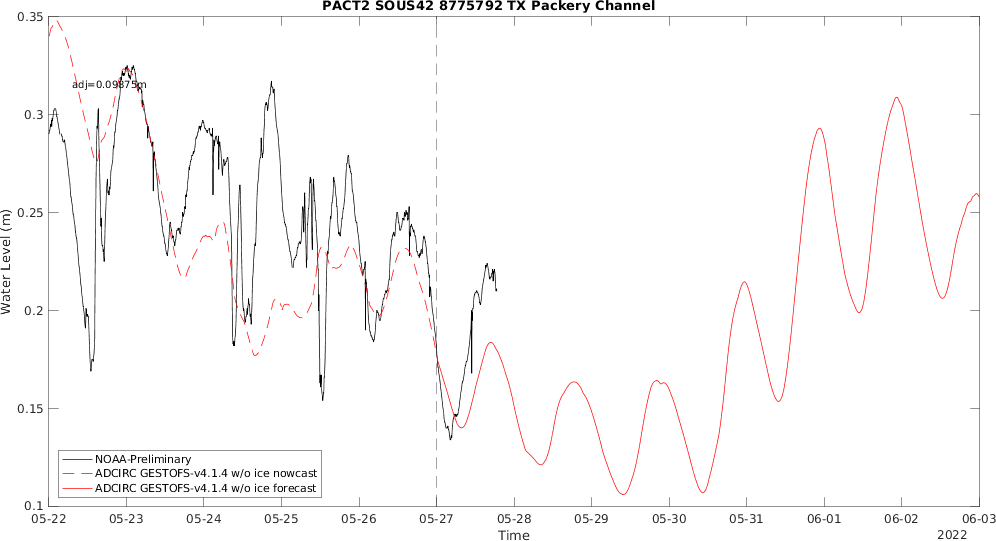 PACT2 SOUS42 8775792 TX Packery Channel
0.35
0.3
0.25
0.2
0.15
0.1
Water Level (m)
adj=0.09875m
NOAA-Preliminary
ADCIRC GESTOFS-v4.1.4 w/o ice nowcast
ADCIRC GESTOFS-v4.1.4 w/o ice forecast
05-22 05-23 05-24 05-25 05-26 05-27 05-28 05-29 05-30 05-31 06-01 06-02 06-03
Time
2022